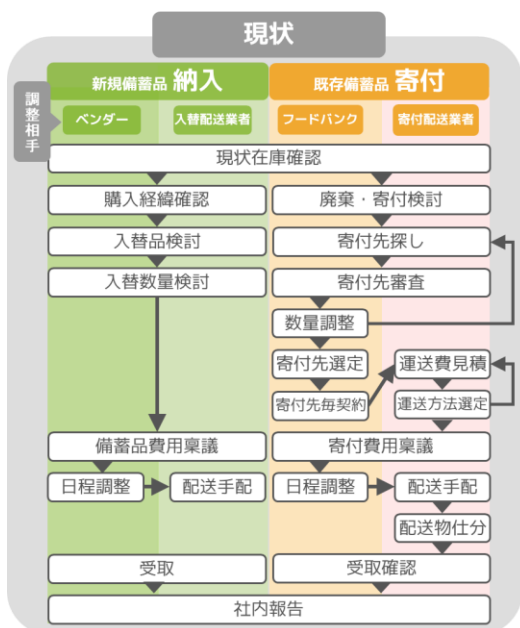 現状
新規備蓄品 納入
既存備蓄品 寄付
調整相手
ベンダー
入替配送業者
フードバンク
寄付配送業者
現状在庫確認
購入経緯確認
廃棄・寄付検討
入替品検討
寄付先探し
入替数量検討
寄付先審査
数量調整
寄付先選定
運送費見積
寄付先毎契約
運送方法選定
備蓄品費用稟議
寄付費用稟議
日程調整
配送手配
日程調整
配送手配
配送物仕分
受取
受取確認
社内報告